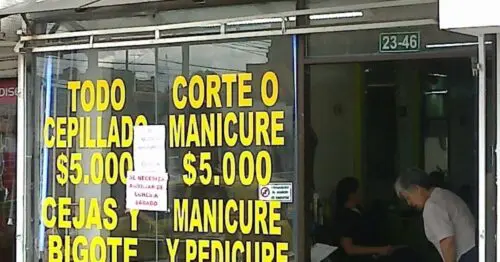 23-46
TODO
CEPILLADO
$5.000
CEJAS Y
BIGOTE
CORTE O
MANICURE
$5.000
MANICURE
Y PEDICURE
SE NECESITA
AUXILIAR DE
LUNES A
SABADO